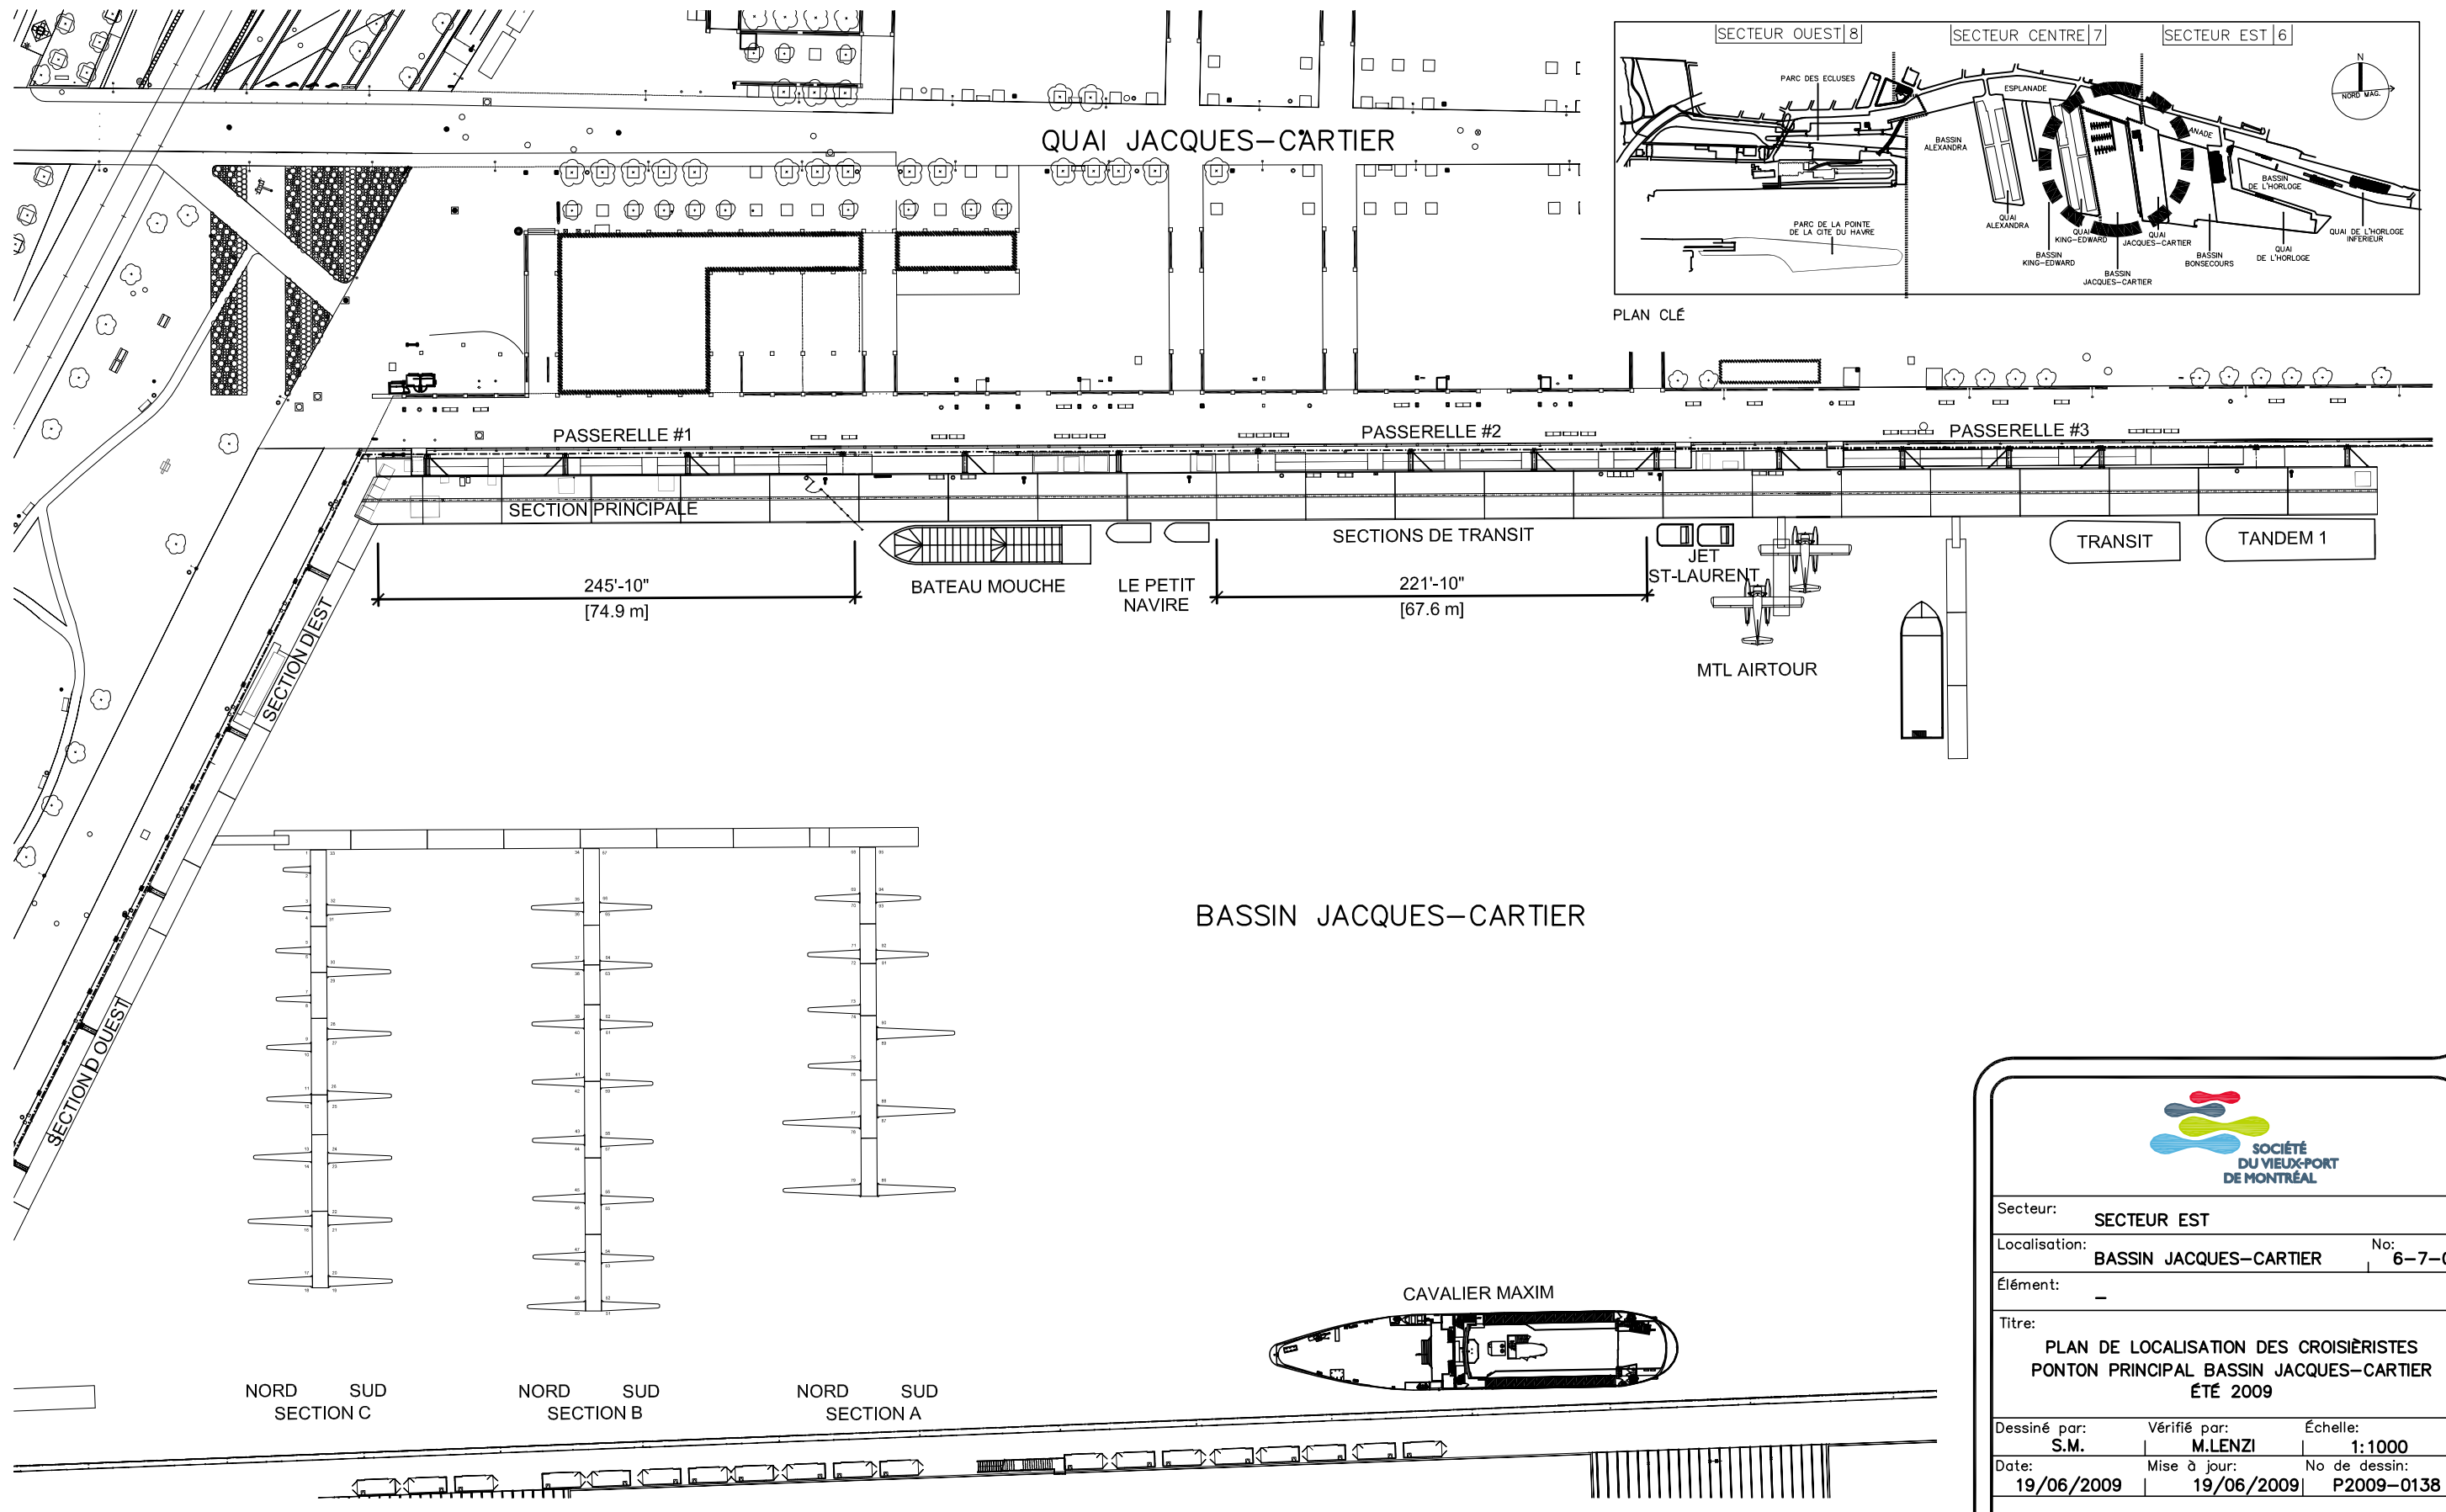 SECTEUR OUEST 8
SECTEUR CENTRE 7
SECTEUR EST 6
PARC DES ECLUSES
ESPLANADE
ANADE
N
NORD MAG.
BASSIN
ALEXANDRA
BASSIN
DE L'HORLOGE
QUAI
ALEXANDRA
PARC DE LA POINTE
DE LA CITE DU HAVRE
QUAI
KING-EDWARD
QUAI
JACQUES-CARTIER
QUAI DE L'HORLOGE
INFERIEUR
BASSIN
KING-EDWARD
BASSIN
BONSECOURS
QUAI
DE L'HORLOGE
BASSIN
JACQUES-CARTIER
PLAN CLÉ
QUAI JACQUES-CARTIER
PASSERELLE #1
PASSERELLE #2
PASSERELLE #3
SECTION PRINCIPALE
SECTIONS DE TRANSIT
TRANSIT
TANDEM 1
BATEAU MOUCHE
LE PETIT
NAVIRE
JET
ST-LAURENT
245'-10"
[74.9 m]
221'-10"
[67.6 m]
MTL AIRTOUR
SECTION D'EST
SECTION D OUEST
BASSIN JACQUES-CARTIER
CAVALIER MAXIM
NORD SUD
SECTION C
NORD SUD
SECTION B
NORD SUD
SECTION A
SOCIÉTÉ
DU VIEUX-PORT
DE MONTRÉAL
Secteur:
SECTEUR EST
Localisation:
BASSIN JACQUES-CARTIER
No:
6-7-0
Élément:
–
Titre:
PLAN DE LOCALISATION DES CROISIÈRISTES
PONTON PRINCIPAL BASSIN JACQUES-CARTIER
ÉTÉ 2009
Dessiné par: Vérifié par: Échelle:
S.M. M.LENZI 1:1000
Date: Mise à jour: No de dessin:
19/06/2009 19/06/2009 P2009-0138